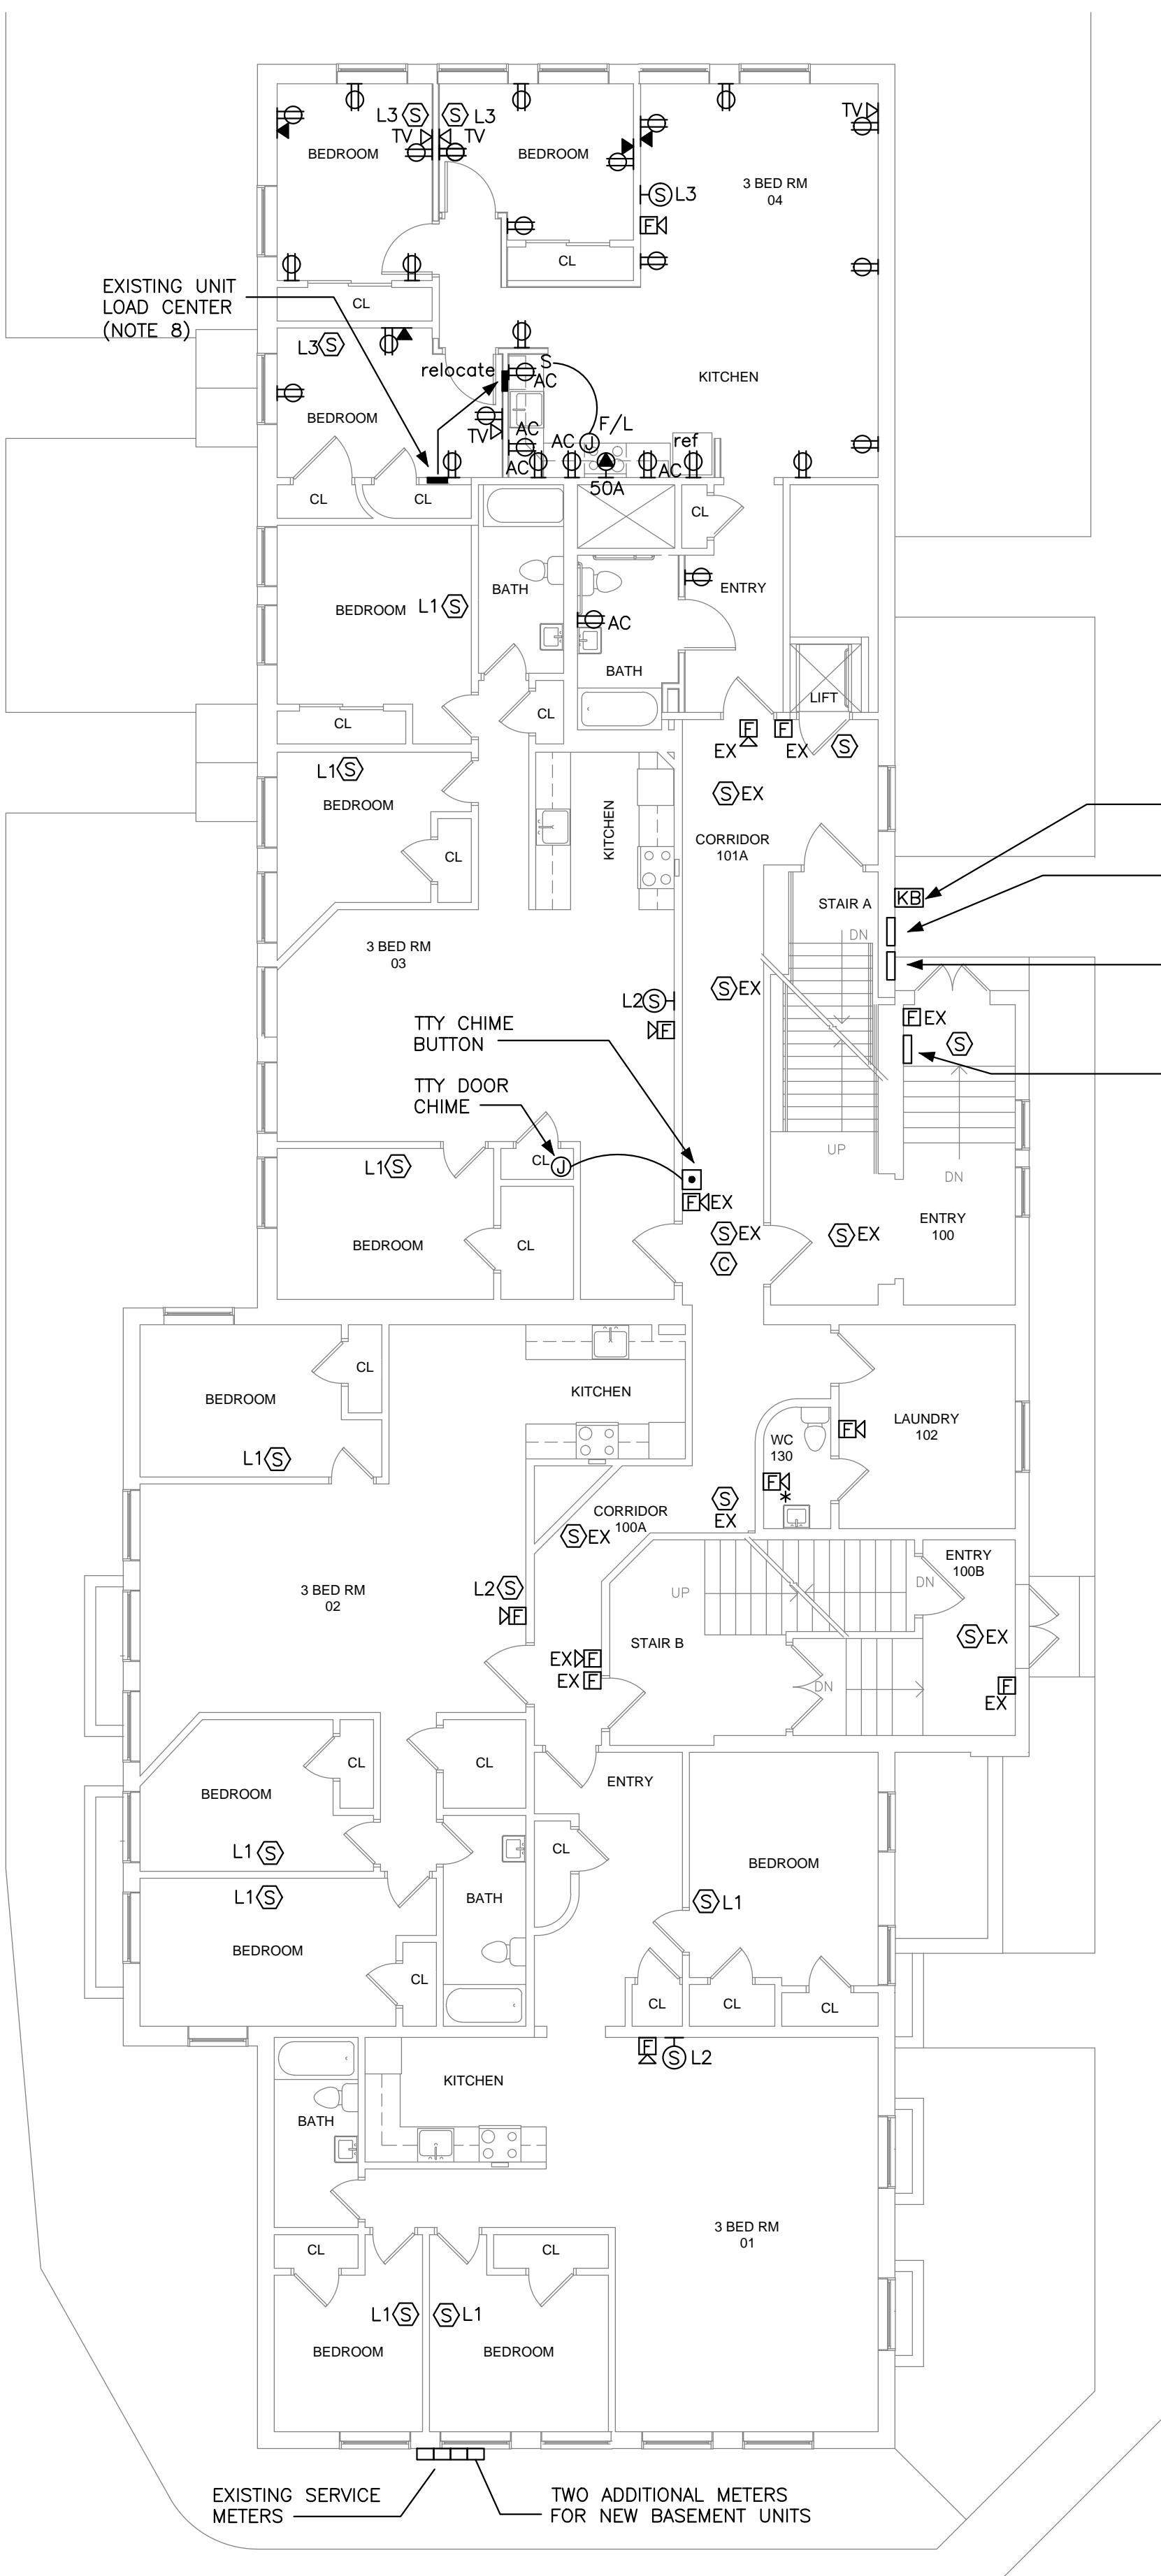 L3 S
S L3
TV
TV
TV
BEDROOM
BEDROOM
3 BED RM
04
S L3
F
CL
EXISTING UNIT
LOAD CENTER
(NOTE 8)
CL
L3 S
relocate
S
AC
KITCHEN
BEDROOM
TV
AC
AC
J
F/L
ref
AC
AC
50A
CL
CL
CL
BATH
BEDROOM
L1 S
ENTRY
AC
BATH
LIFT
CL
CL
F
EX
F
EX
S
L1 S
BEDROOM
S EX
KITCHEN
CORRIDOR
101A
CL
STAIR A
KB
DN
3 BED RM
03
L2 S
S EX
F
F EX
S
TTY CHIME
BUTTON
TTY DOOR
CHIME
UP
DN
L1 S
CL
J
F EX
BEDROOM
CL
S EX
S EX
ENTRY
100
C
CL
BEDROOM
KITCHEN
L1 S
LAUNDRY
102
F
WC
130
F
*
CORRIDOR
100A
S
EX
S EX
ENTRY
100B
3 BED RM
02
L2 S
F
UP
DN
STAIR B
S EX
EX F
EX F
DN
F
EX
CL
CL
ENTRY
BEDROOM
L1 S
CL
BEDROOM
L1 S
BATH
S L1
BEDROOM
CL
CL
CL
CL
F
S L2
KITCHEN
BATH
3 BED RM
01
CL
CL
L1 S
S L1
BEDROOM
BEDROOM
EXISTING SERVICE
METERS
TWO ADDITIONAL METERS
FOR NEW BASEMENT UNITS